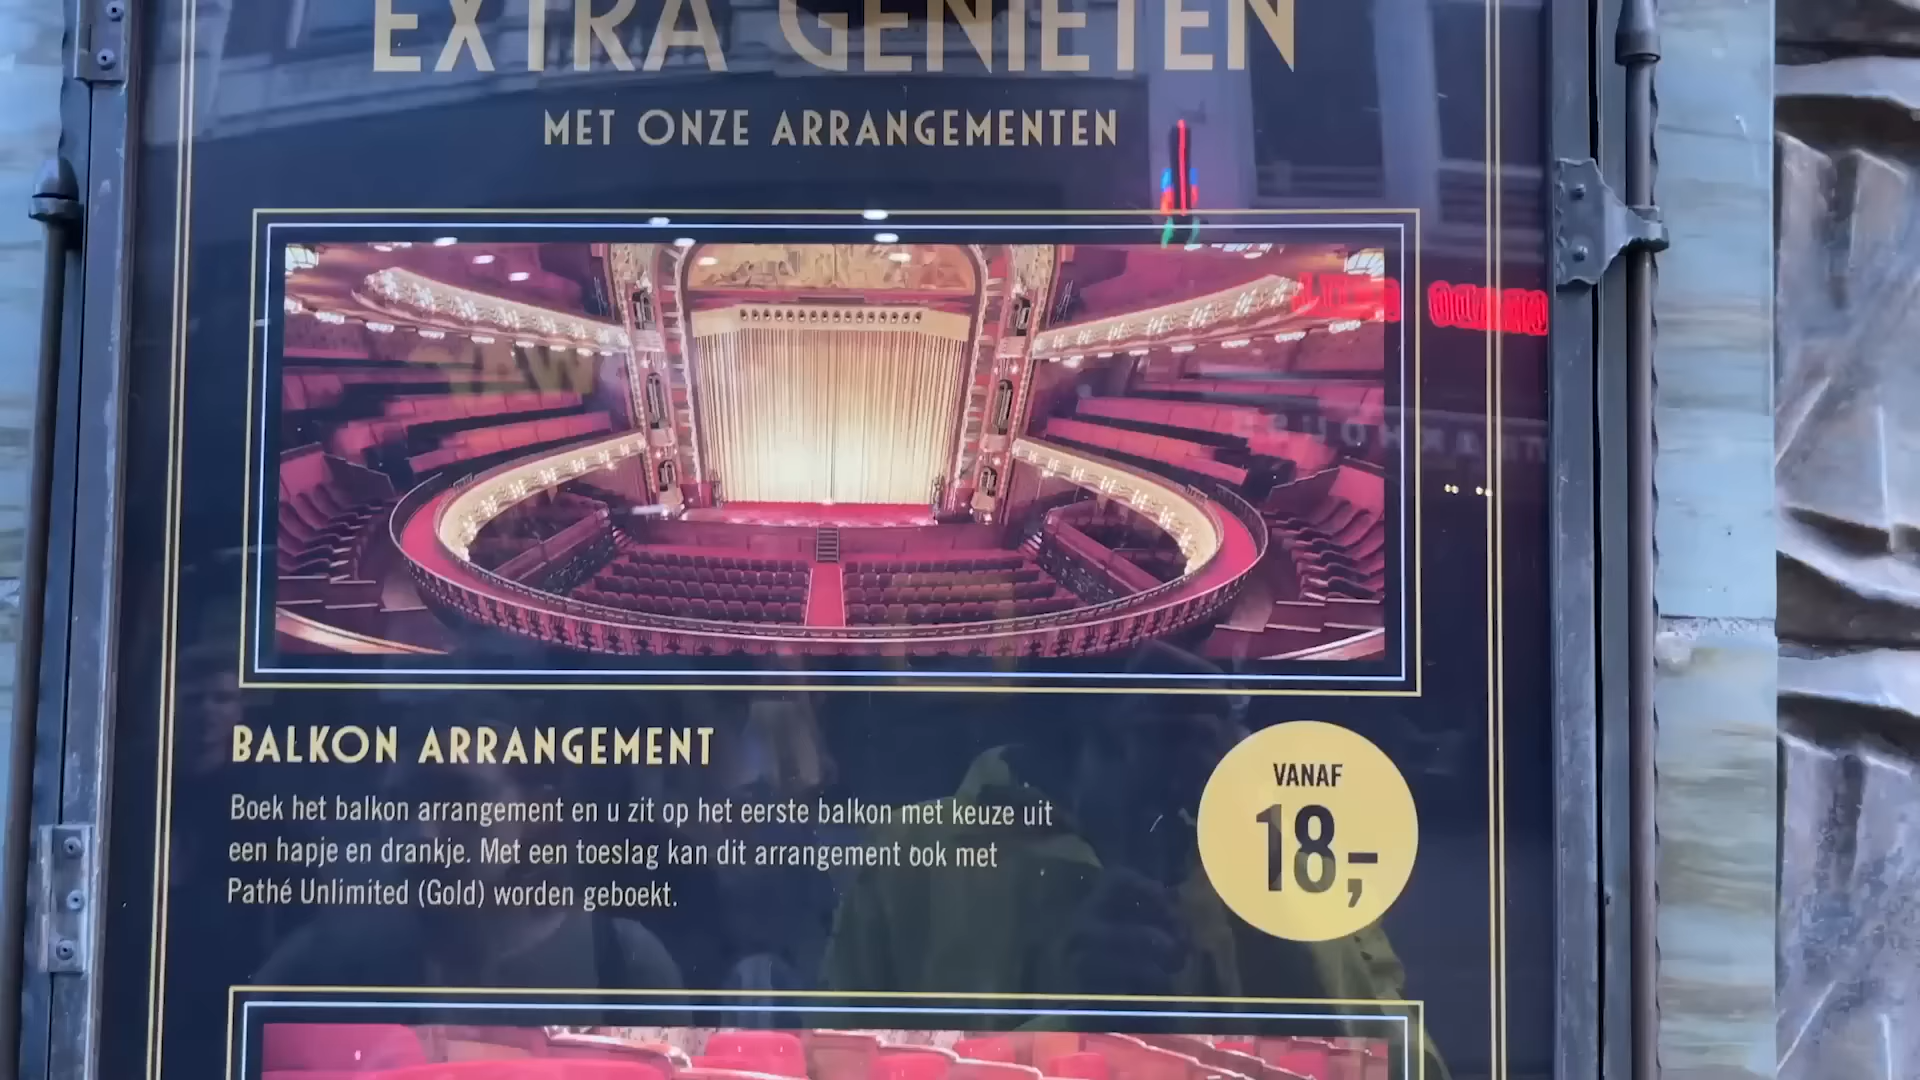 EXTRA GENIETEN
MET ONZE ARRANGEMENTEN
BALKON ARRANGEMENT
Boek het balkon arrangement en u zit op het eerste balkon met keuze uit
een hapje en drankje. Met een toeslag kan dit arrangement ook met
Pathé Unlimited (Gold) worden geboekt.
VANAF
18,-